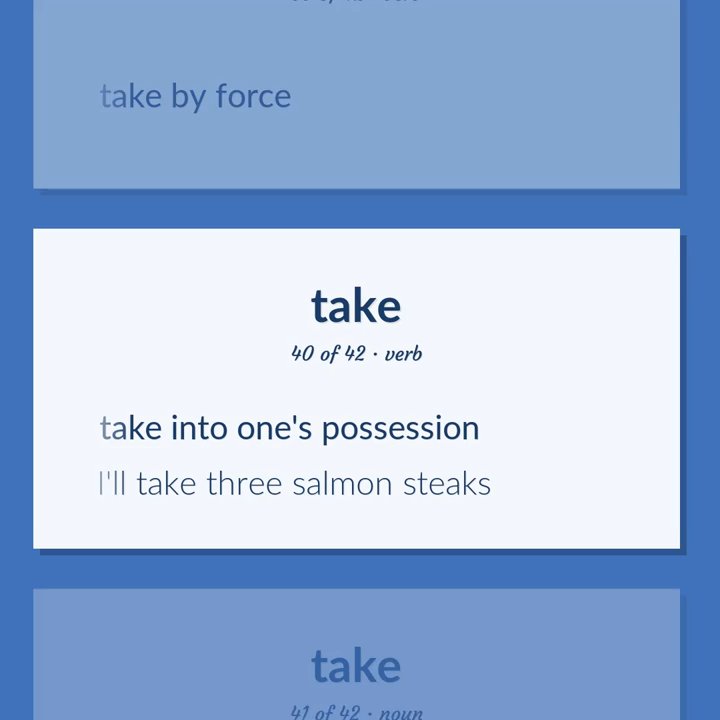 take by force
take
40 of 42 · verb
take into one's possession
I'll take three salmon steaks
take
41 of 42 · noun